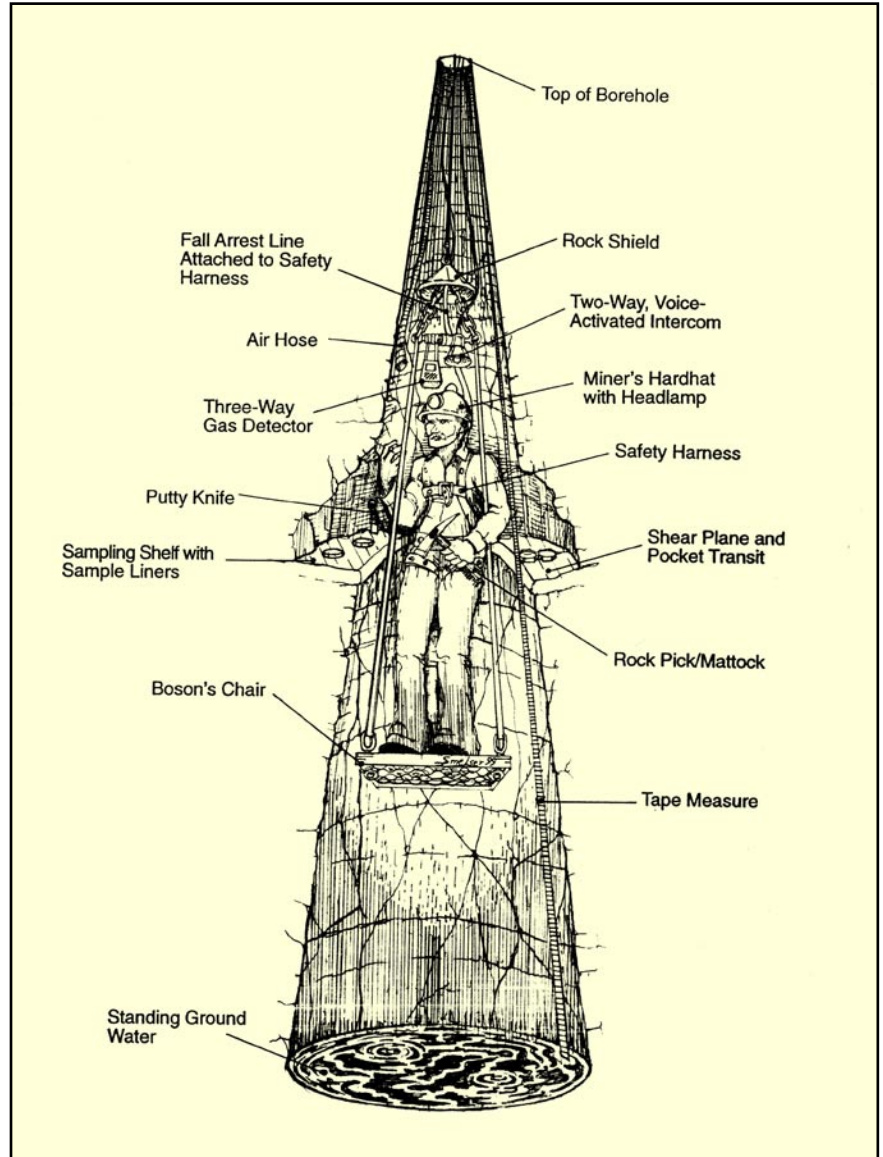 Top of Borehole
Fall Arrest Line
Attached to Safety
Harness
Rock Shield
Two-Way, Voice-
Activated Intercom
Air Hose
Miner's Hardhat
with Headlamp
Three-Way
Gas Detector
Safety Harness
Putty Knife
Shear Plane and
Pocket Transit
Sampling Shelf with
Sample Liners
Rock Pick/Mattock
Boson's Chair
Smelser 95
Tape Measure
Standing Ground
Water